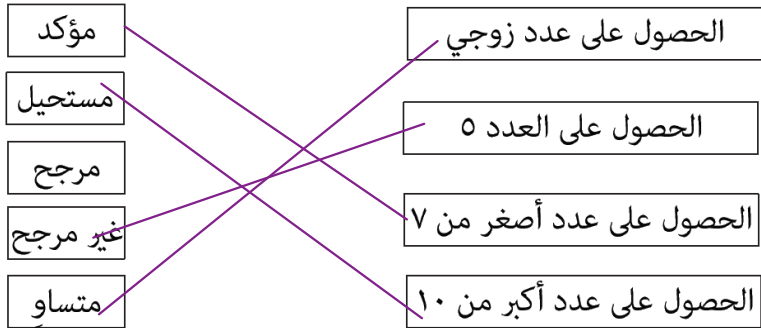 الحصول على عدد زوجي
الحصول على العدد ٥
الحصول على عدد أصغر من ٧
الحصول على عدد أكبر من ١٠
مؤكد
مستحيل
مرجح
غير مرجح
متساوٍ